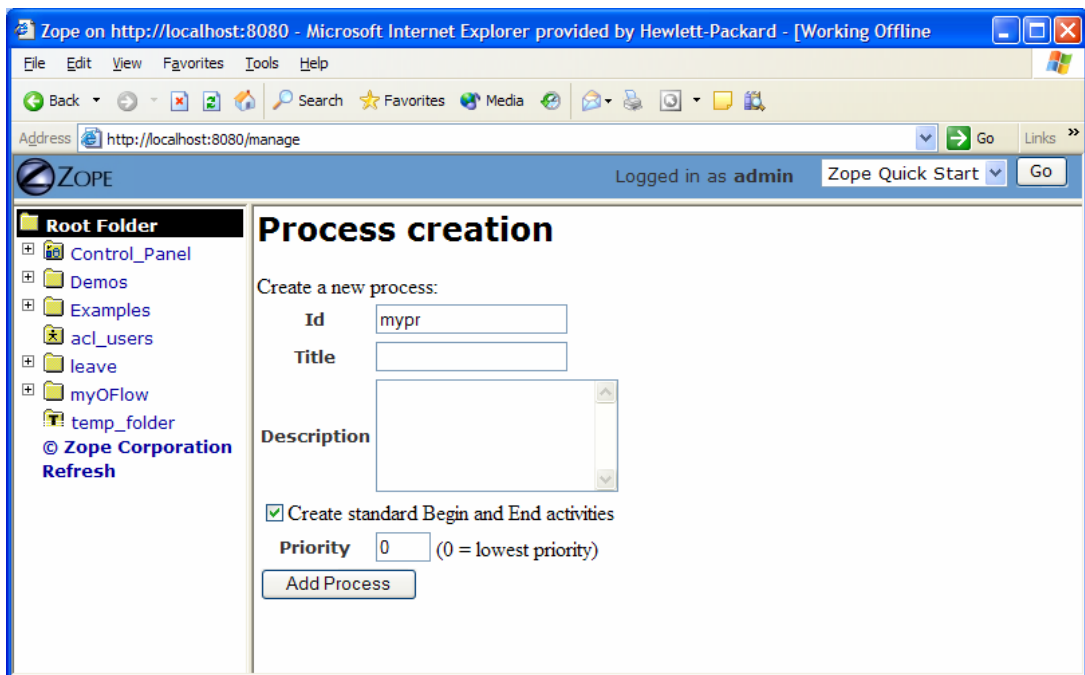 Zope on http://localhost:8080 - Microsoft Internet Explorer provided by Hewlett-Packard - [Working Offline
File Edit View Favorites Tools Help
Back Search Favorites Media
Address http://localhost:8080/manage Go Links »
ZOPE Logged in as admin Zope Quick Start Go
Root Folder
Control_Panel
Demos
Examples
acl_users
leave
myOFlow
temp_folder
© Zope Corporation
Refresh
Process creation
Create a new process:
Id mypr
Title
Description
Create standard Begin and End activities
Priority 0 (0 = lowest priority)
Add Process